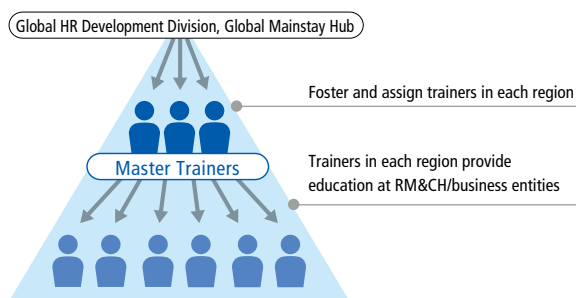 Global HR Development Division, Global Mainstay Hub
Foster and assign trainers in each region
Master Trainers
Trainers in each region provide
education at RM&CH/business entities